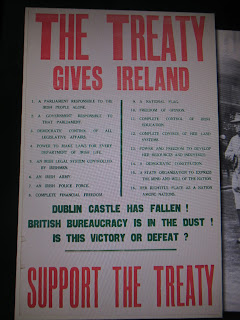 THE TREATY
GIVES IRELAND
1. A PARLIAMENT RESPONSIBLE TO THE
IRISH PEOPLE ALONE.
2. A GOVERNMENT RESPONSIBLE TO
THAT PARLIAMENT.
3. DEMOCRATIC CONTROL OF ALL
LEGISLATIVE AFFAIRS.
4. POWER TO MAKE LAWS FOR EVERY
DEPARTMENT OF IRISH LIFE.
5. AN IRISH LEGAL SYSTEM CONTROLLED
BY IRISHMEN.
6. AN IRISH ARMY.
7. AN IRISH POLICE FORCE.
8. COMPLETE FINANCIAL FREEDOM.
9. A NATIONAL FLAG.
10. FREEDOM OF OPINION.
11. COMPLETE CONTROL OF IRISH
EDUCATION.
12. COMPLETE CONTROL OF HER LAND
SYSTEMS.
13. POWER AND FREEDOM TO DEVELOP
HER RESOURCES AND INDUSTRIES.
14. A DEMOCRATIC CONSTITUTION.
15. A STATE ORGANISATION TO EXPRESS
THE MIND AND WILL OF THE NATION.
16. HER RIGHTFUL PLACE AS A NATION
AMONG NATIONS.
DUBLIN CASTLE HAS FALLEN !
BRITISH BUREAUCRACY IS IN THE DUST !
IS THIS VICTORY OR DEFEAT ?
SUPPORT THE TREATY